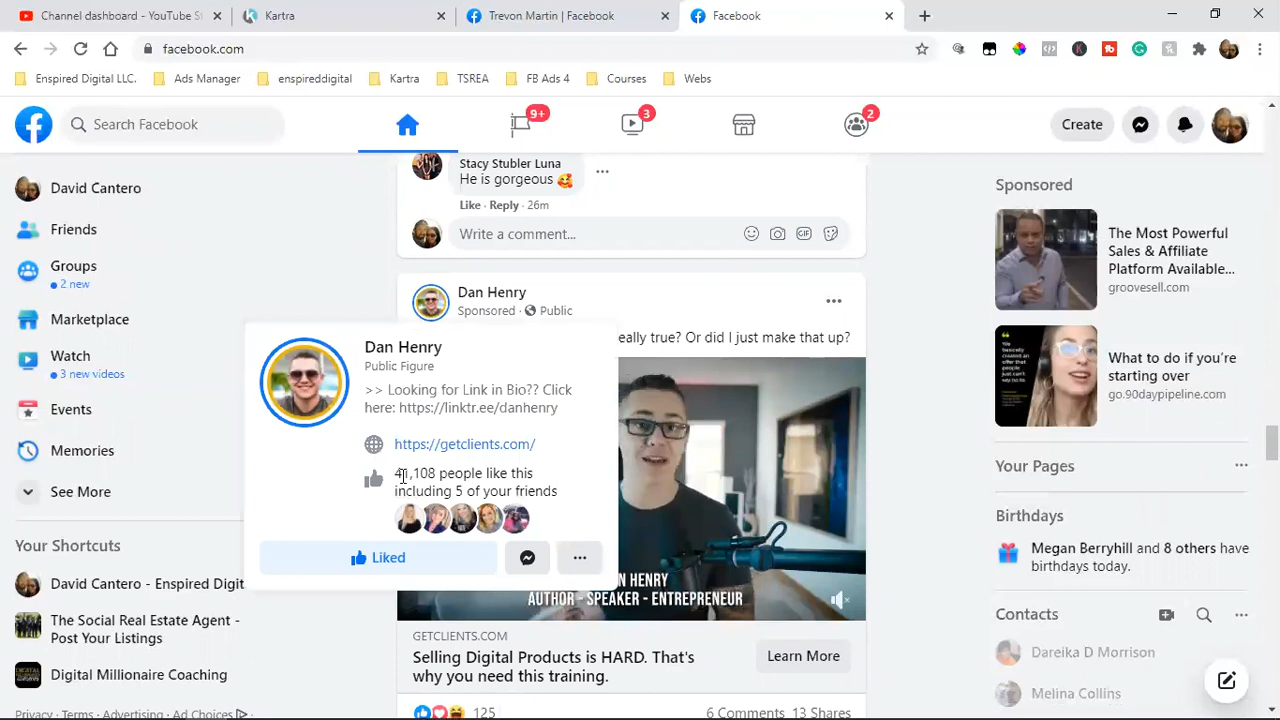 Channel dashboard - YouTube St
Kartra
Trevon Martin | Facebook
Facebook
facebook.com
Enspired Digital LLC.
Ads Manager
enspireddigital
Kartra
TSREA
FB Ads 4
Courses
Webs
Search Facebook
9+
3
2
Create
David Cantero
Friends
Groups
2 new
Marketplace
Watch
3 new videos
Events
Memories
See More
Your Shortcuts
David Cantero - Enspired Digit
The Social Real Estate Agent -
Post Your Listings
Digital Millionaire Coaching
Privacy · Terms · Advertising · Ad Choices
Stacy Stubler Luna
He is gorgeous 🥰
Like · Reply · 26m
Write a comment...
GIF
Dan Henry
Sponsored · Public
eally true? Or did I just make that up?
Dan Henry
Public Figure
>> Looking for Link in Bio?? Click
here: https://linktr.ee/danhenry
https://getclients.com/
41,108 people like this
including 5 of your friends
Liked
AN HENRY
AUTHOR - SPEAKER - ENTREPRENEUR
GETCLIENTS.COM
Selling Digital Products is HARD. That's
why you need this training.
Learn More
125
6 Comments 13 Shares
Sponsored
The Most Powerful
Sales & Affiliate
Platform Available...
groovesell.com
What to do if you're
starting over
go.90daypipeline.com
Your Pages
Birthdays
Megan Berryhill and 8 others have
birthdays today.
Contacts
Dareika D Morrison
Melina Collins